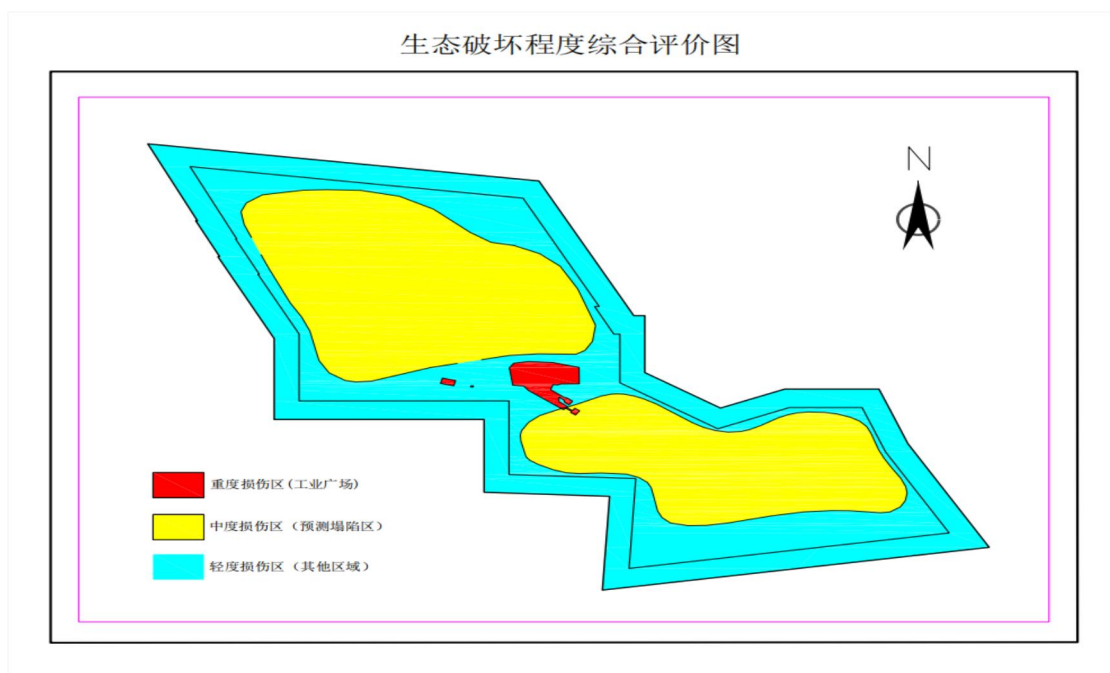 生态破坏程度综合评价图
N
重度损伤区(工业广场)
中度损伤区（预测塌陷区）
轻度损伤区（其他区域）